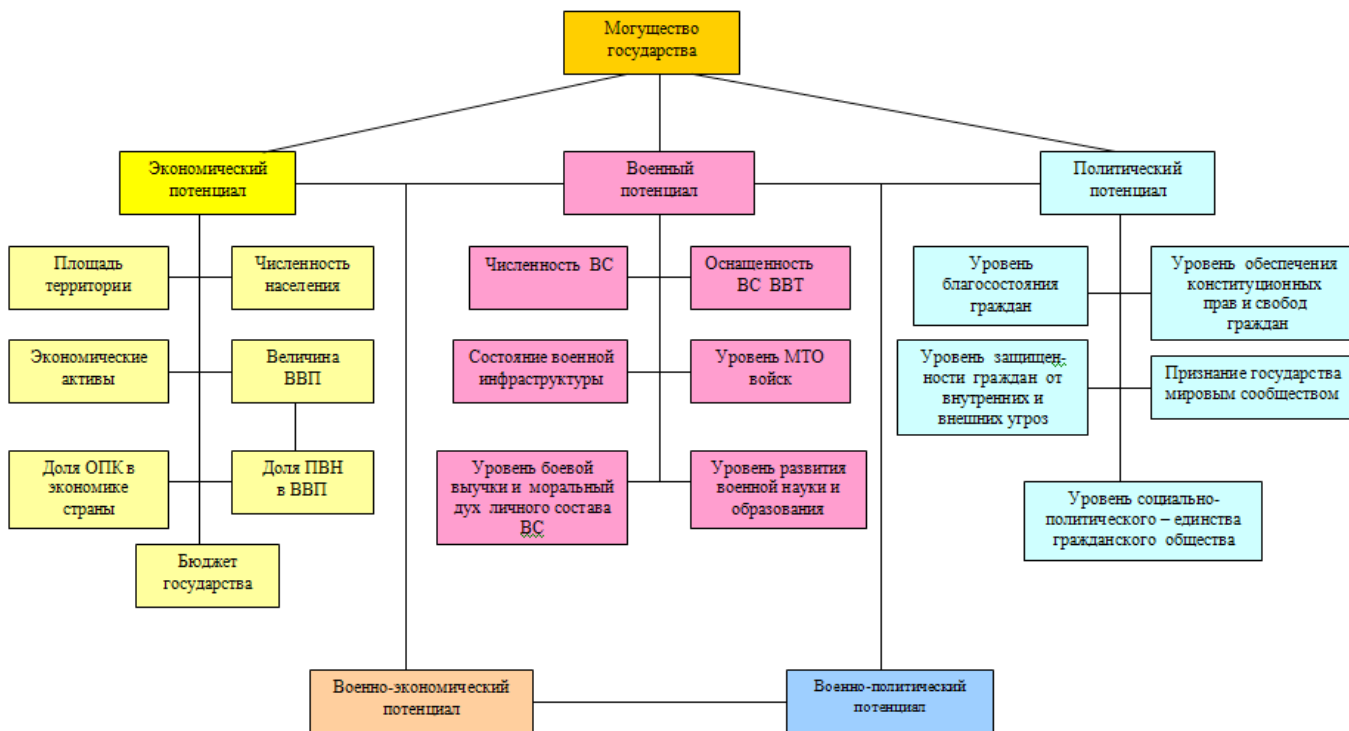 Могущество
государства
Экономический
потенциал
Военный
потенциал
Политический
потенциал
Площадь
территории
Численность
населения
Численность ВС
Оснащенность
ВС ВВТ
Уровень
благосостояния
граждан
Уровень обеспечения
конституционных
прав и свобод
граждан
Экономические
активы
Величина
ВВП
Состояние военной
инфраструктуры
Уровень МТО
войск
Уровень защищен-
ности граждан от
внутренних и
внешних угроз
Признание государства
мировым сообществом
Доля ОПК в
экономике
страны
Доля ПВН
в ВВП
Уровень боевой
выучки и моральный
дух личного состава
ВС
Уровень развития
военной науки и
образования
Уровень социально-
политического – единства
гражданского общества
Бюджет
государства
Военно-экономический
потенциал
Военно-политический
потенциал